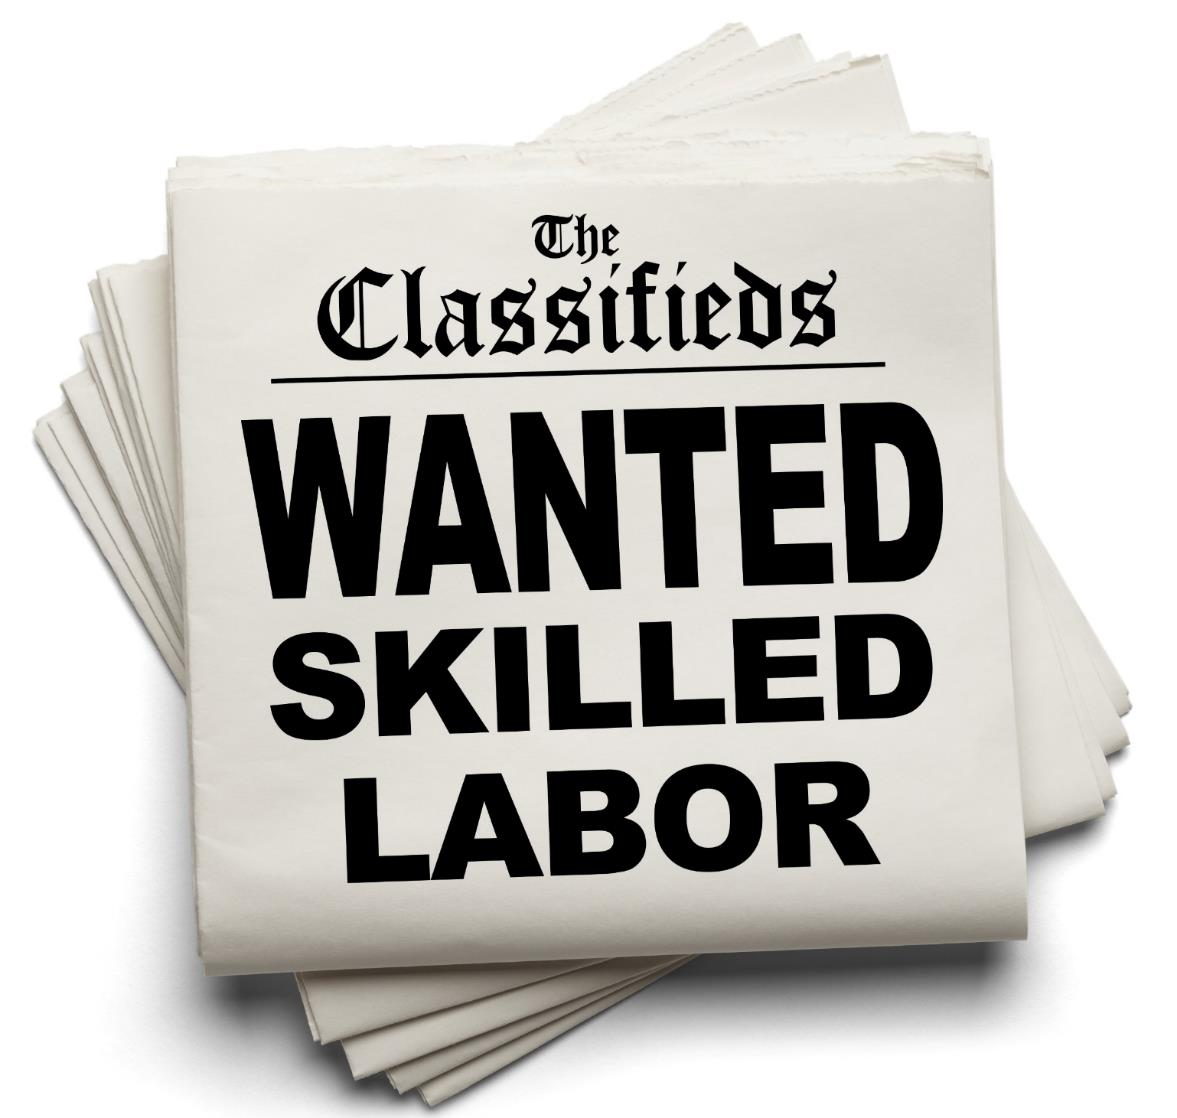 The
Classifieds
WANTED
SKILLED
LABOR